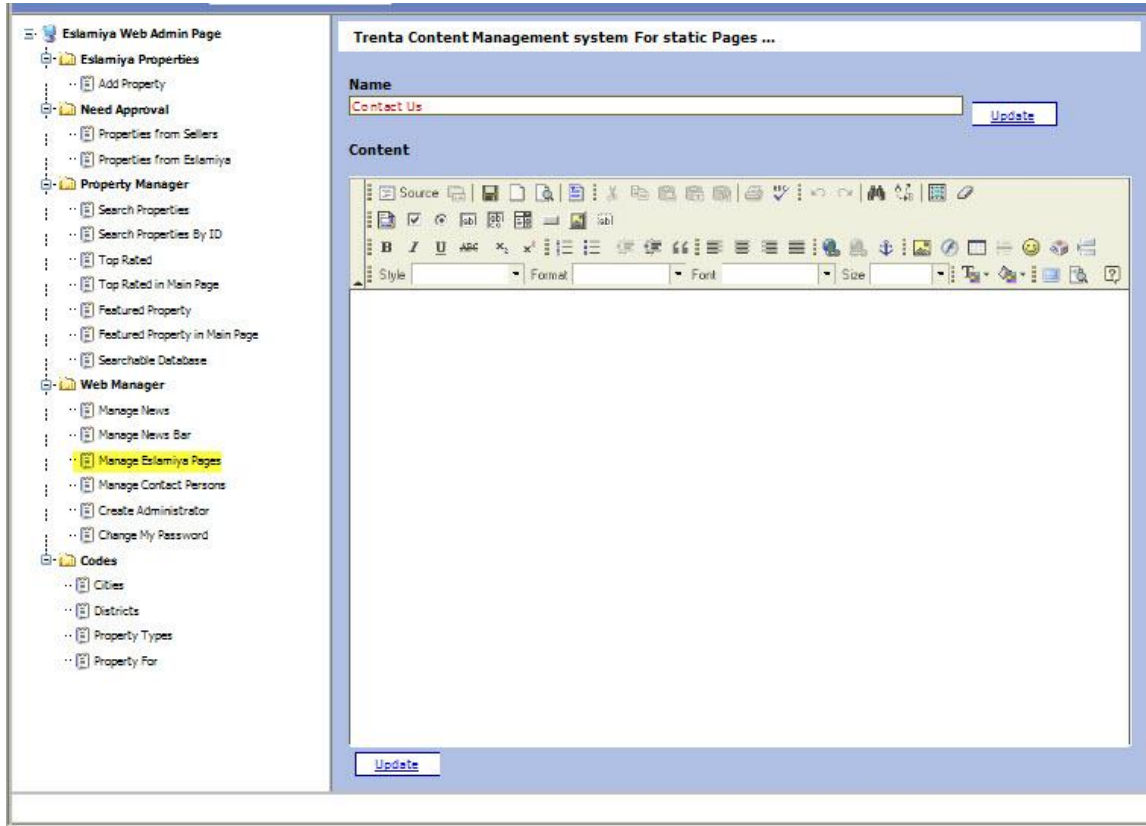 Eslamiya Web Admin Page
Eslamiya Properties
Add Property
Need Approval
Properties from Sellers
Properties from Eslamiya
Property Manager
Search Properties
Search Properties By ID
Top Rated
Top Rated in Main Page
Featured Property
Featured Property in Main Page
Searchable Database
Web Manager
Manage News
Manage News Bar
Manage Eslamiya Pages
Manage Contact Persons
Create Administrator
Change My Password
Codes
Cities
Districts
Property Types
Property For
Trenta Content Management system For static Pages ...
Name
Contact Us
Update
Content
Source
B I U ABC x₂ x²
Style Format Font Size
Update